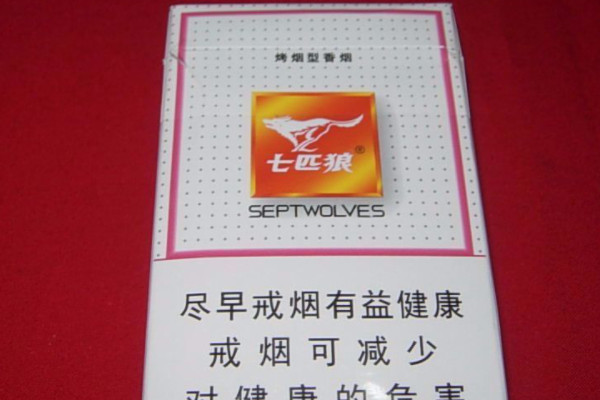 烤烟型香烟
七匹狼®
SEPTWOLVES
尽早戒烟有益健康
戒烟可减少
对健康的危害